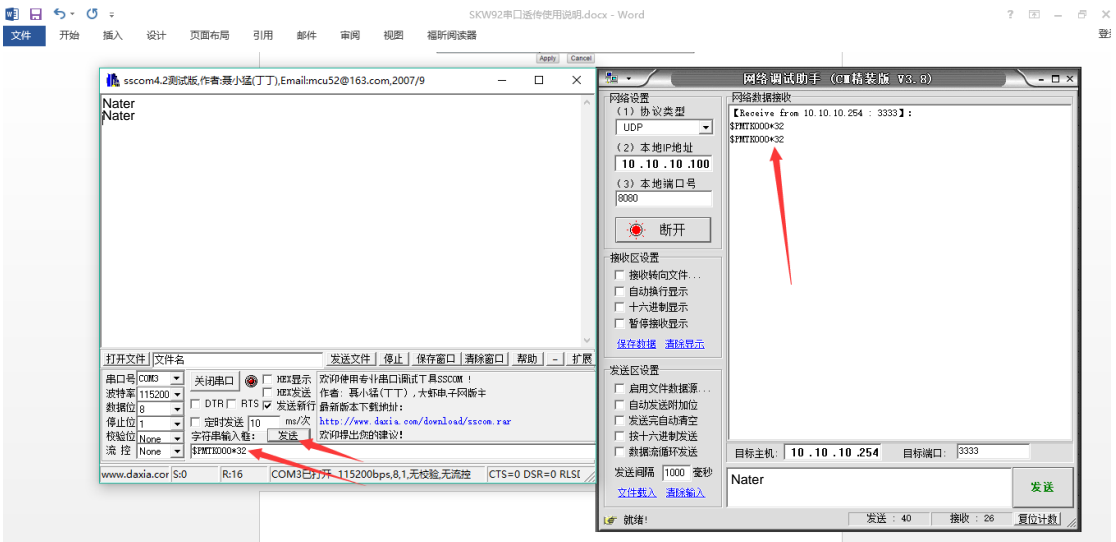 SKW92串口透传使用说明.docx - Word
文件 开始 插入 设计 页面布局 引用 邮件 审阅 视图 福昕阅读器
Apply Cancel
sscom4.2测试版,作者:聂小猛(丁丁),Email:mcu52@163.com,2007/9
Nater
Nater
打开文件 文件名 发送文件 停止 保存窗口 清除窗口 帮助 - 扩展
串口号 COM3 关闭串口 HEX显示
波特率 115200 HEX发送
数据位 8 DTR RTS 发送新行
停止位 1 定时发送 10 ms/次
校验位 None 字符串输入框: 发送
流 控 None $PMTK000*32
欢迎使用专业串口调试工具SSCOM !
作者: 聂小猛(丁丁),大虾电子网版主
最新版本下载地址:
http://www.daxia.com/download/sscom.rar
欢迎提出您的建议!
www.daxia.cor S:0 R:16 COM3已打开 115200bps,8,1,无校验,无流控 CTS=0 DSR=0 RLSI
网络调试助手 (C■精装版 V3.8)
网络设置
(1) 协议类型
UDP
(2) 本地IP地址
10 .10 .10 .100
(3) 本地端口号
8080
断开
接收区设置
接收转向文件...
自动换行显示
十六进制显示
暂停接收显示
保存数据 清除显示
发送区设置
启用文件数据源...
自动发送附加位
发送完自动清空
按十六进制发送
数据流循环发送
发送间隔 1000 毫秒
文件载入 清除输入
网络数据接收
【Receive from 10.10.10.254 : 3333】:
$PMTK000*32
$PMTK000*32
目标主机: 10 .10 .10 .254 目标端口: 3333
Nater
发送
就绪! 发送 : 40 接收 : 26 复位计数